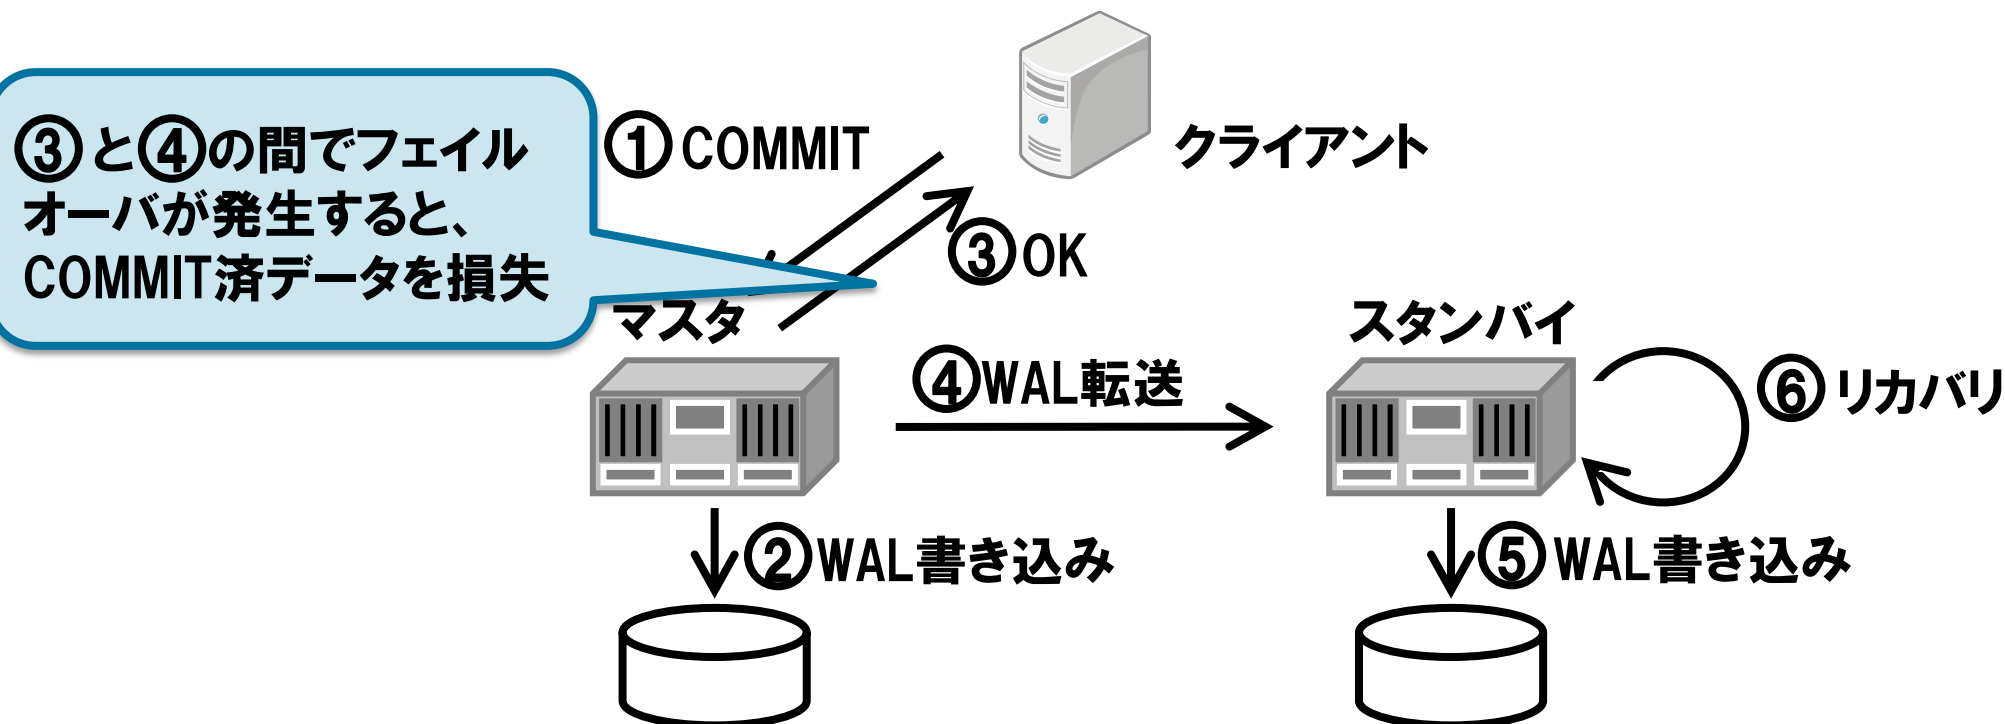 ③と④の間でフェイル
オーバが発生すると、
COMMIT済データを損失
①COMMIT
クライアント
③OK
マスタ
スタンバイ
④WAL転送
⑥リカバリ
②WAL書き込み
⑤WAL書き込み